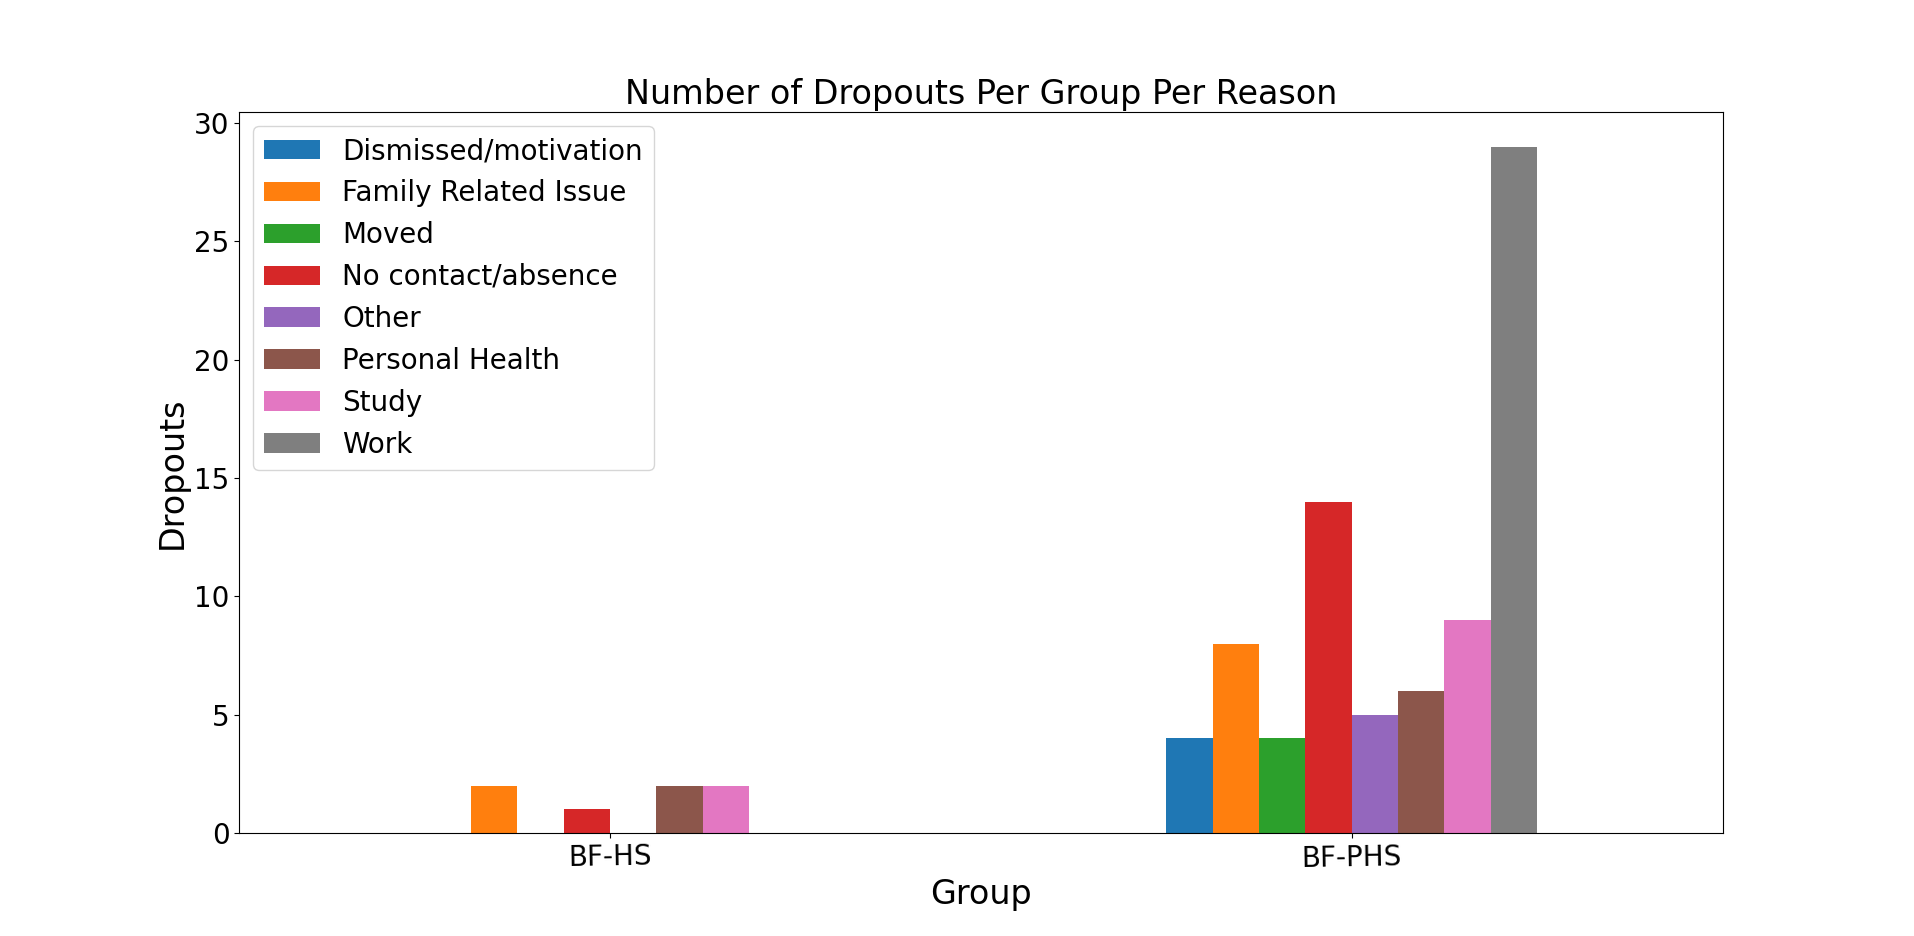 Number of Dropouts Per Group Per Reason
30
25
20
15
10
5
0
Dropouts
Dismissed/motivation
Family Related Issue
Moved
No contact/absence
Other
Personal Health
Study
Work
BF-HS
BF-PHS
Group